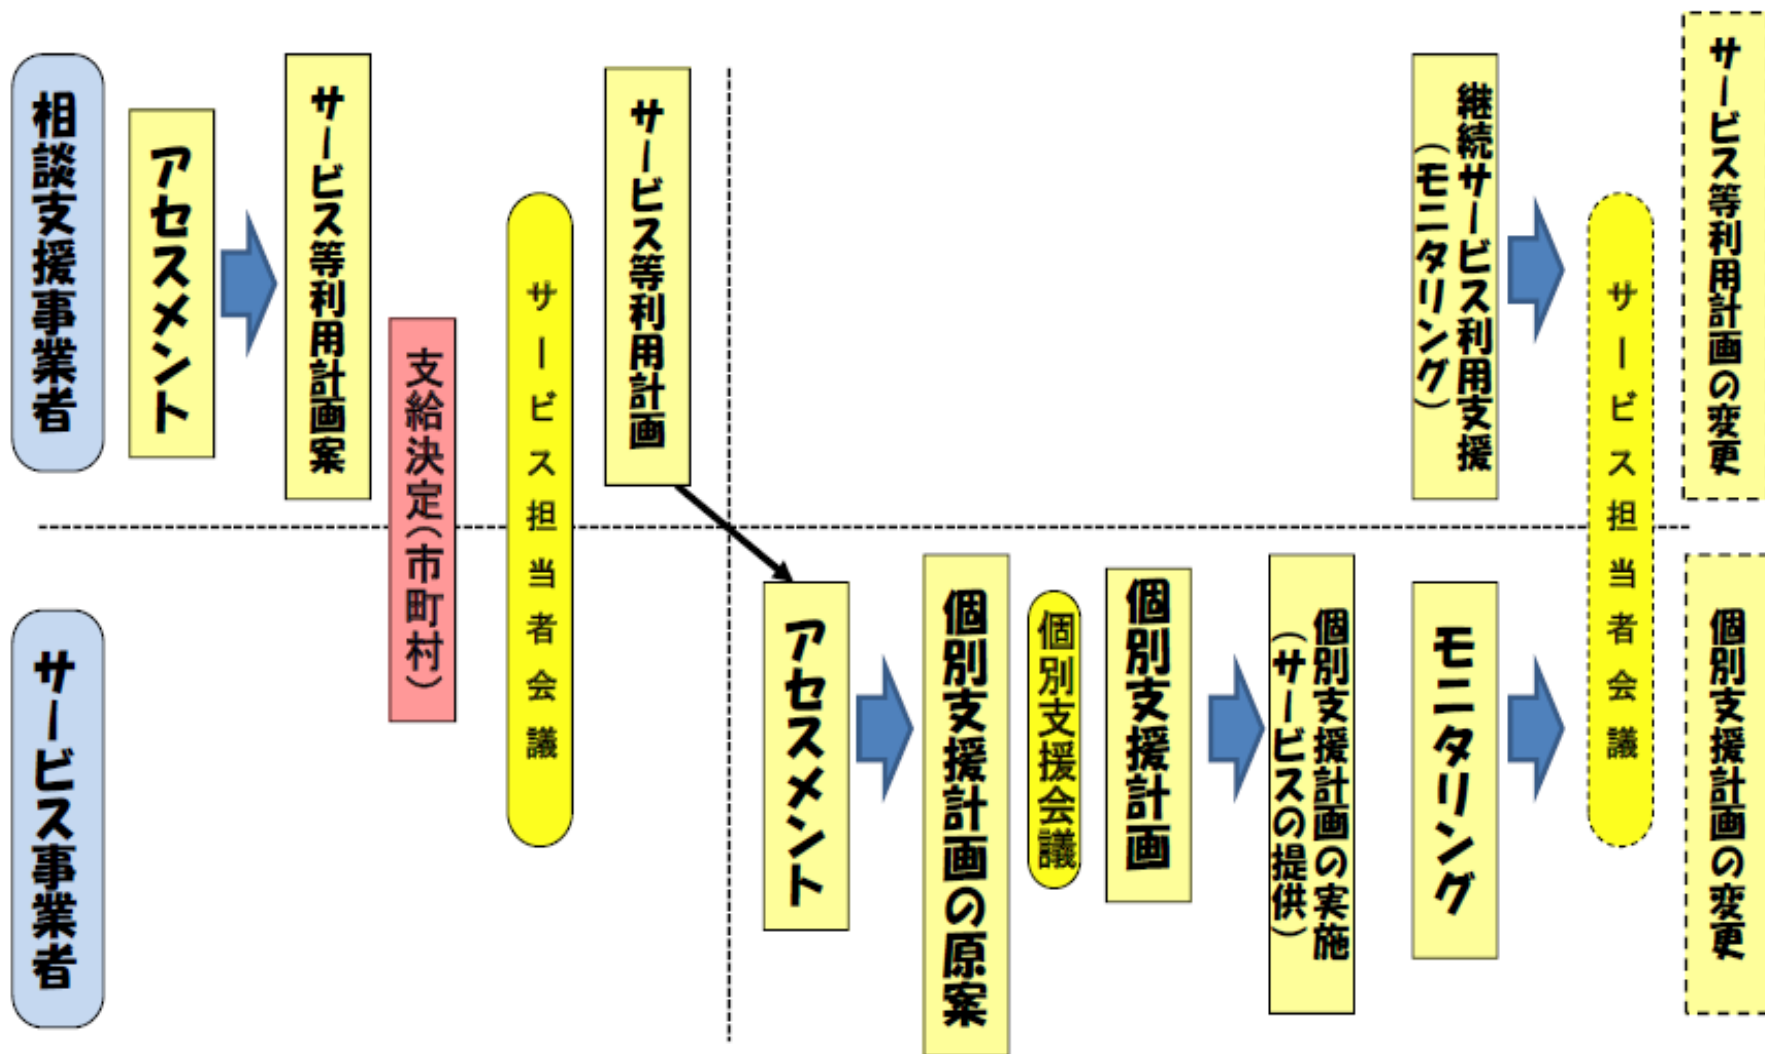 相談支援事業者
アセスメント
サービス等利用計画案
支給決定(市町村)
サービス担当者会議
サービス等利用計画
継続サービス利用支援
(モニタリング)
サービス担当者会議
サービス等利用計画の変更
サービス事業者
アセスメント
個別支援計画の原案
個別支援会議
個別支援計画
個別支援計画の実施
(サービスの提供)
モニタリング
個別支援計画の変更